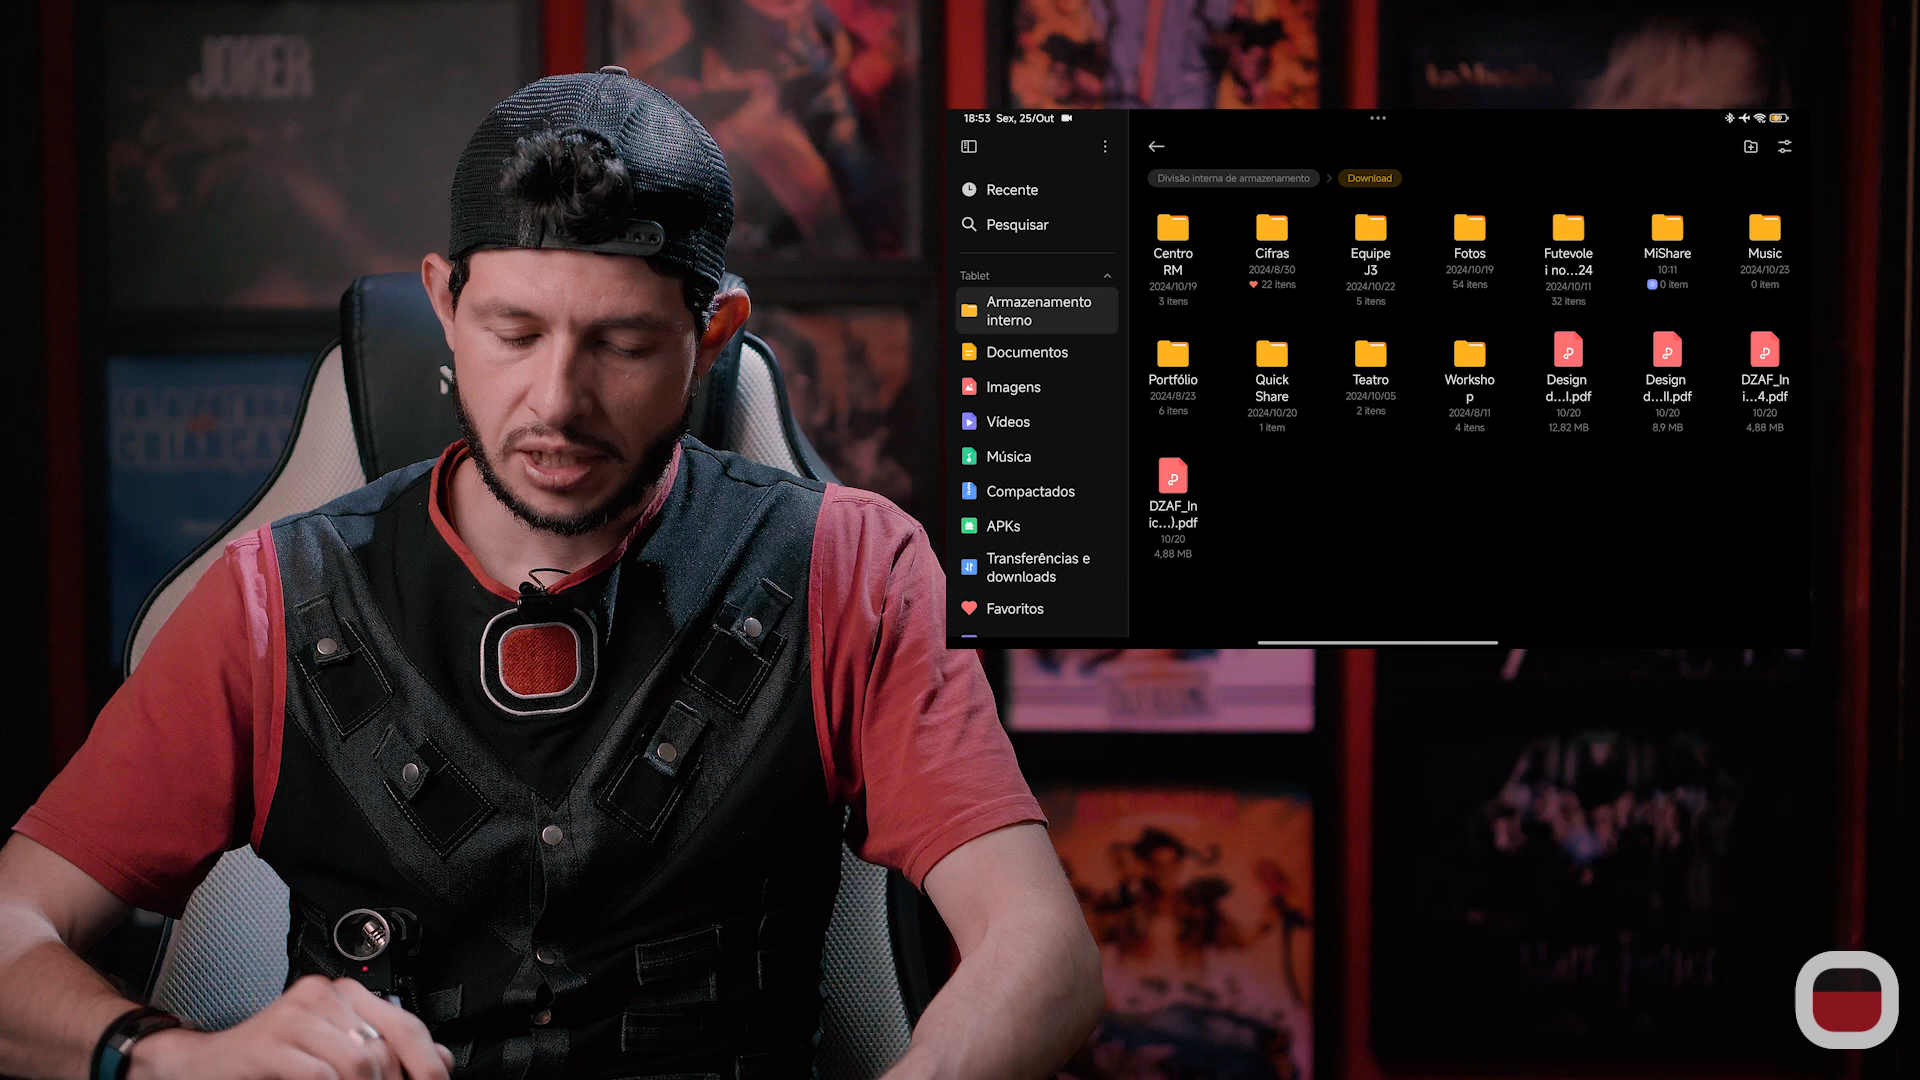 JOKER
18:53 Sex, 25/Out
Recente
Pesquisar
Tablet
Armazenamento
interno
Documentos
Imagens
Vídeos
Música
Compactados
APKs
Transferências e
downloads
Favoritos
Divisão interna de armazenamento
Download
Centro
RM
2024/10/19
3 itens
Cifras
2024/8/30
22 itens
Equipe
J3
2024/10/22
5 itens
Fotos
2024/10/19
54 itens
Futevole
i no...24
2024/10/11
32 itens
MiShare
10:11
0 item
Music
2024/10/23
0 item
Portfólio
2024/8/23
6 itens
Quick
Share
2024/10/20
1 item
Teatro
2024/10/05
2 itens
Worksho
p
2024/8/11
4 itens
Design
d...I.pdf
10/20
12,82 MB
Design
d...II.pdf
10/20
8,9 MB
DZAF_In
i...4.pdf
10/20
4,88 MB
DZAF_In
ic...).pdf
10/20
4,88 MB